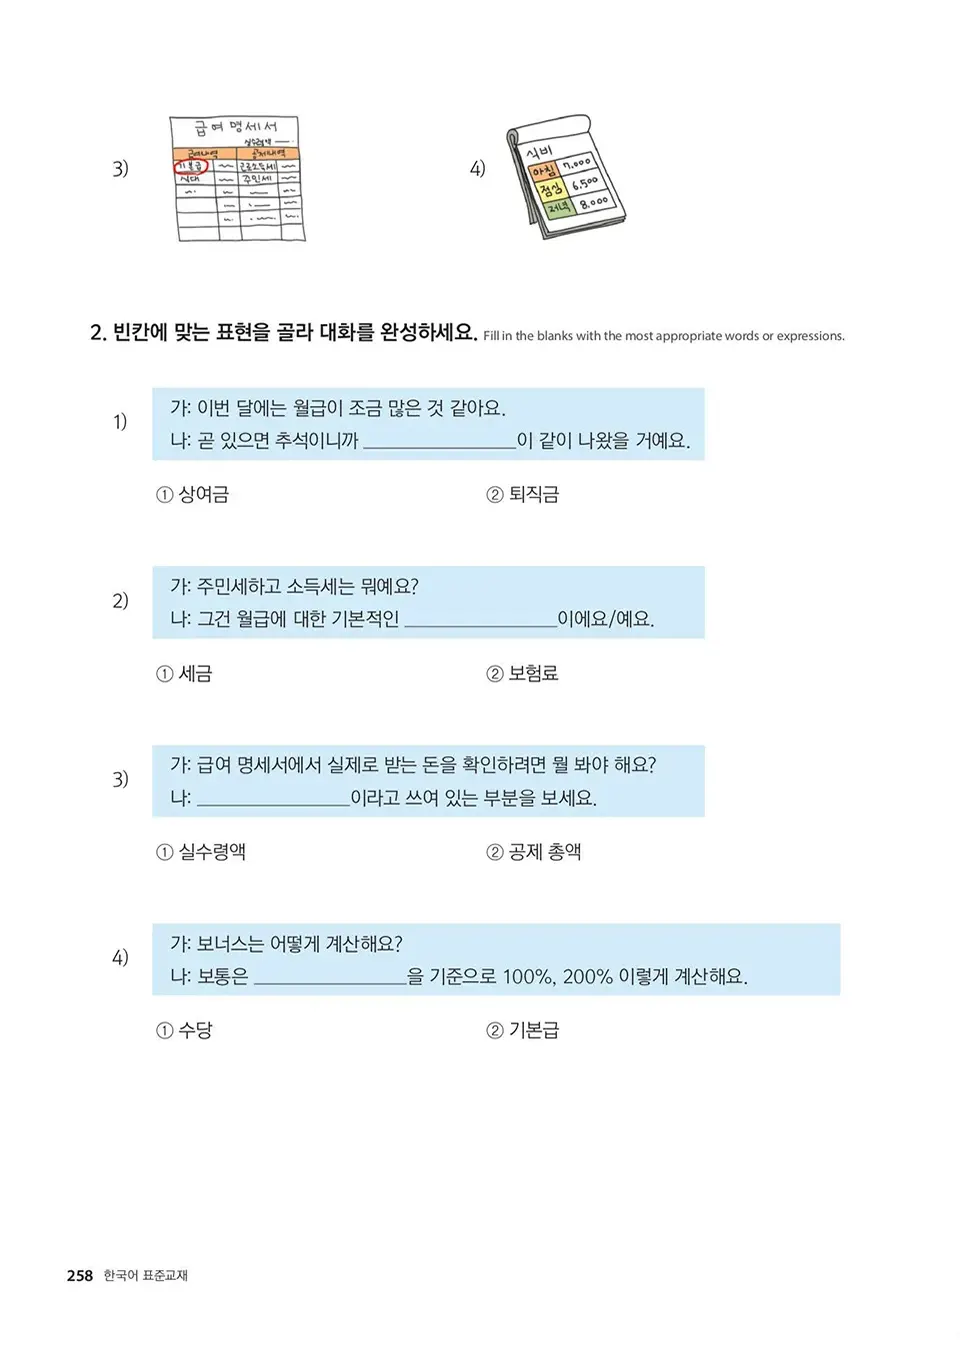 3)
급여명세서
실수령액
급여내역 공제내역
기본급 근로소득세
식대 주민세
4)
식비
아침 7,000
점심 6,500
저녁 8,000
2. 빈칸에 맞는 표현을 골라 대화를 완성하세요. Fill in the blanks with the most appropriate words or expressions.
1)
가: 이번 달에는 월급이 조금 많은 것 같아요.
나: 곧 있으면 추석이니까 ________________이 같이 나왔을 거예요.
① 상여금 ② 퇴직금
2)
가: 주민세하고 소득세는 뭐예요?
나: 그건 월급에 대한 기본적인 ________________이에요/예요.
① 세금 ② 보험료
3)
가: 급여 명세서에서 실제로 받는 돈을 확인하려면 뭘 봐야 해요?
나: ________________이라고 쓰여 있는 부분을 보세요.
① 실수령액 ② 공제 총액
4)
가: 보너스는 어떻게 계산해요?
나: 보통은 ________________을 기준으로 100%, 200% 이렇게 계산해요.
① 수당 ② 기본급
258 한국어 표준교재